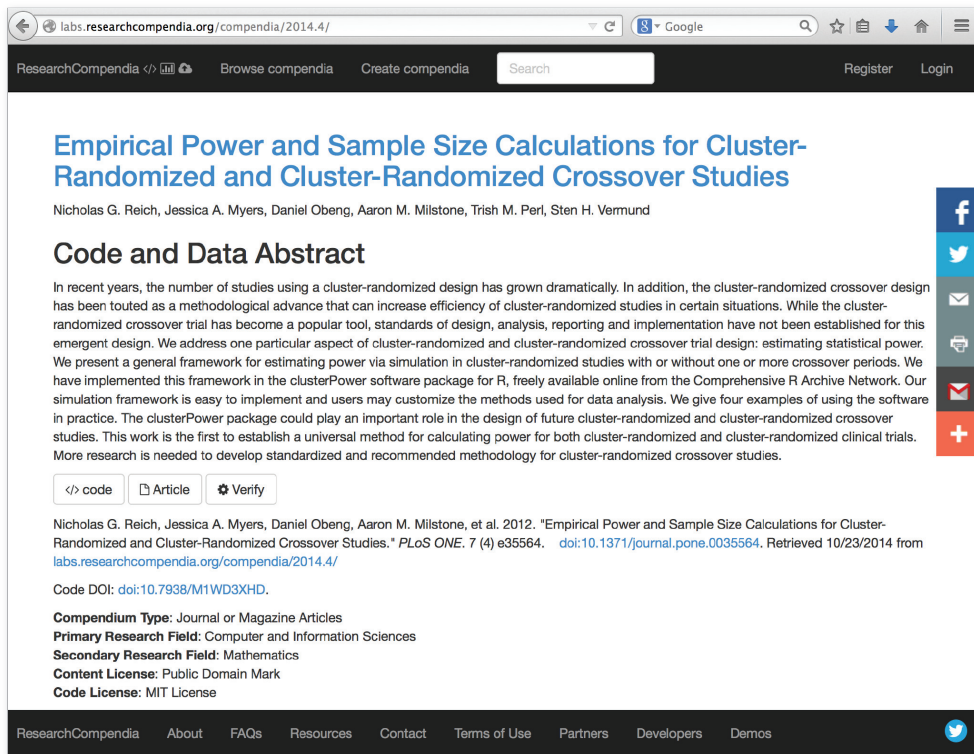 labs.researchcompendia.org/compendia/2014.4/
Google
ResearchCompendia </>
Browse compendia
Create compendia
Search
Register
Login
Empirical Power and Sample Size Calculations for Cluster-
Randomized and Cluster-Randomized Crossover Studies
Nicholas G. Reich, Jessica A. Myers, Daniel Obeng, Aaron M. Milstone, Trish M. Perl, Sten H. Vermund
Code and Data Abstract
In recent years, the number of studies using a cluster-randomized design has grown dramatically. In addition, the cluster-randomized crossover design
has been touted as a methodological advance that can increase efficiency of cluster-randomized studies in certain situations. While the cluster-
randomized crossover trial has become a popular tool, standards of design, analysis, reporting and implementation have not been established for this
emergent design. We address one particular aspect of cluster-randomized and cluster-randomized crossover trial design: estimating statistical power.
We present a general framework for estimating power via simulation in cluster-randomized studies with or without one or more crossover periods. We
have implemented this framework in the clusterPower software package for R, freely available online from the Comprehensive R Archive Network. Our
simulation framework is easy to implement and users may customize the methods used for data analysis. We give four examples of using the software
in practice. The clusterPower package could play an important role in the design of future cluster-randomized and cluster-randomized crossover
studies. This work is the first to establish a universal method for calculating power for both cluster-randomized and cluster-randomized clinical trials.
More research is needed to develop standardized and recommended methodology for cluster-randomized crossover studies.
</> code
Article
Verify
Nicholas G. Reich, Jessica A. Myers, Daniel Obeng, Aaron M. Milstone, et al. 2012. "Empirical Power and Sample Size Calculations for Cluster-
Randomized and Cluster-Randomized Crossover Studies." PLoS ONE. 7 (4) e35564. doi:10.1371/journal.pone.0035564. Retrieved 10/23/2014 from
labs.researchcompendia.org/compendia/2014.4/
Code DOI: doi:10.7938/M1WD3XHD.
Compendium Type: Journal or Magazine Articles
Primary Research Field: Computer and Information Sciences
Secondary Research Field: Mathematics
Content License: Public Domain Mark
Code License: MIT License
ResearchCompendia
About
FAQs
Resources
Contact
Terms of Use
Partners
Developers
Demos